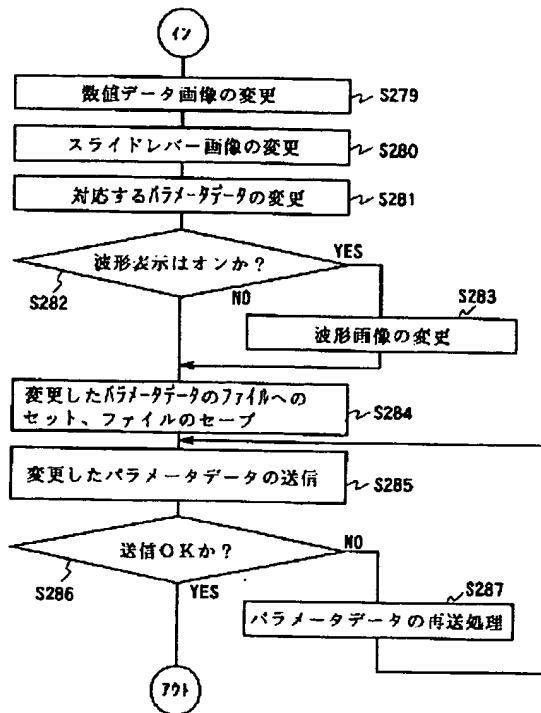 イン
数値データ画像の変更
S279
スライドレバー画像の変更
S280
対応するパラメータデータの変更
S281
波形表示はオンか？
YES
S282
NO
S283
波形画像の変更
変更したパラメータデータのファイルへの
セット、ファイルのセーブ
S284
変更したパラメータデータの送信
S285
送信OKか？
NO
S286
YES
S287
パラメータデータの再送処理
アウト